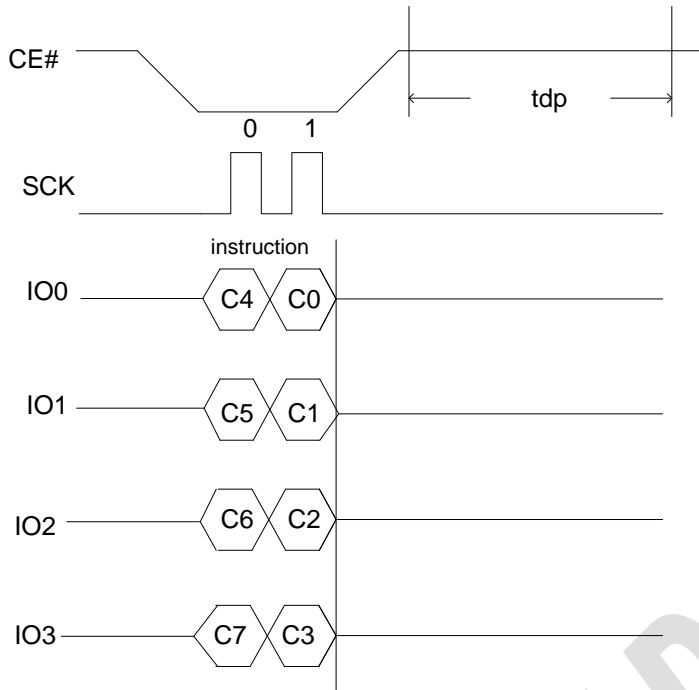 CE#
tdp
0 1
SCK
instruction
IO0 C4 C0
IO1 C5 C1
IO2 C6 C2
IO3 C7 C3